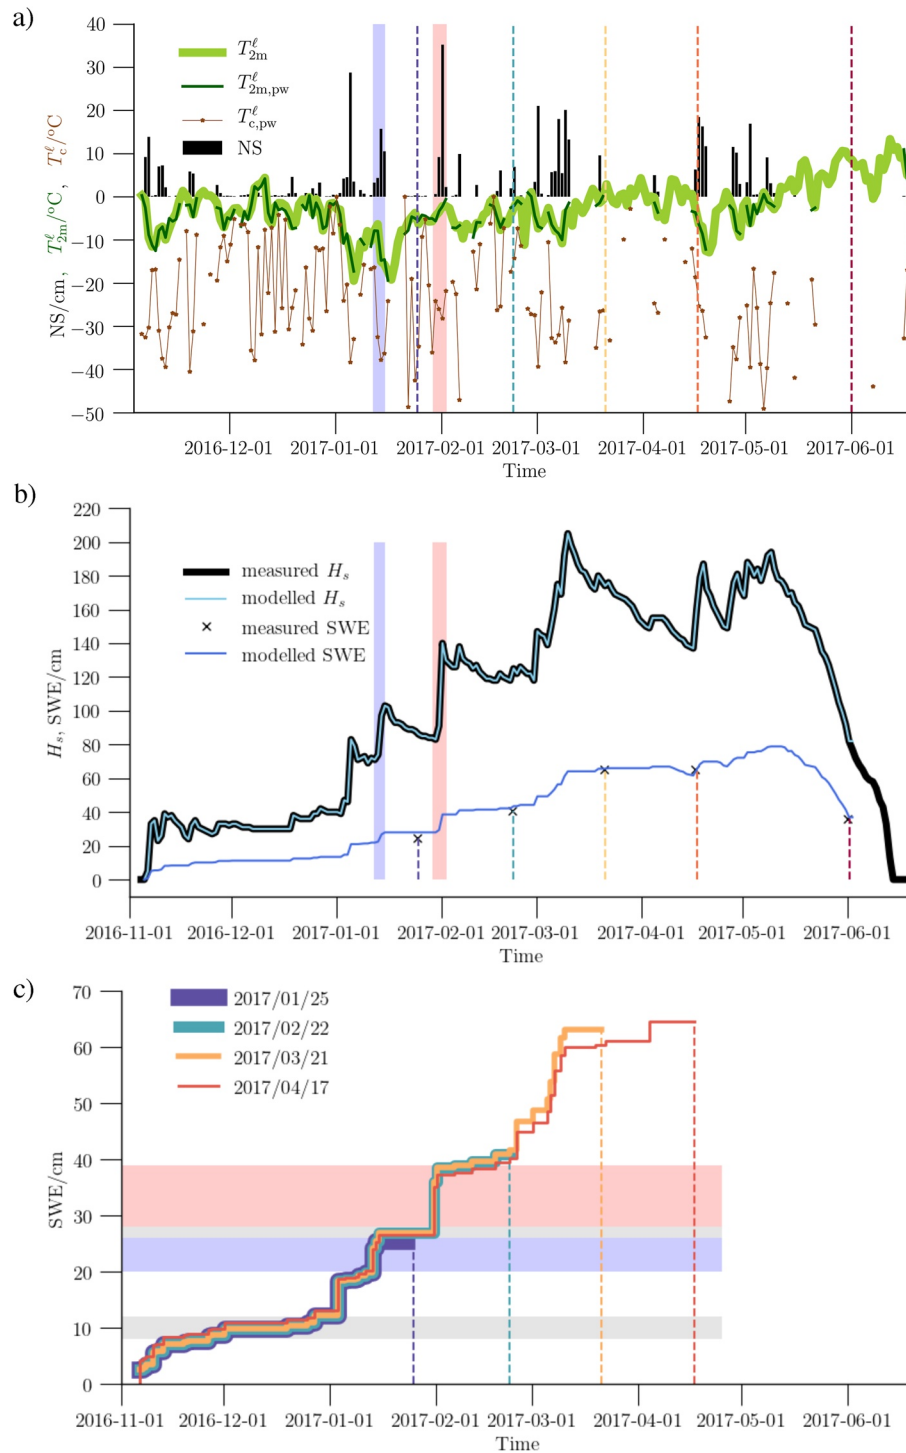 a)
40
30
20
10
0
−10
−20
−30
−40
−50
NS/cm, T^ℓ_2m/°C, T^ℓ_c/°C
T^ℓ_2m
T^ℓ_2m,pw
T^ℓ_c,pw
NS
2016-12-01 2017-01-01 2017-02-01 2017-03-01 2017-04-01 2017-05-01 2017-06-01
Time
b)
220
200
180
160
140
120
100
80
60
40
20
0
H_s, SWE/cm
measured H_s
modelled H_s
measured SWE
modelled SWE
2016-11-01 2016-12-01 2017-01-01 2017-02-01 2017-03-01 2017-04-01 2017-05-01 2017-06-01
Time
c)
70
60
50
40
30
20
10
0
SWE/cm
2017/01/25
2017/02/22
2017/03/21
2017/04/17
2016-11-01 2016-12-01 2017-01-01 2017-02-01 2017-03-01 2017-04-01 2017-05-01 2017-06-01
Time